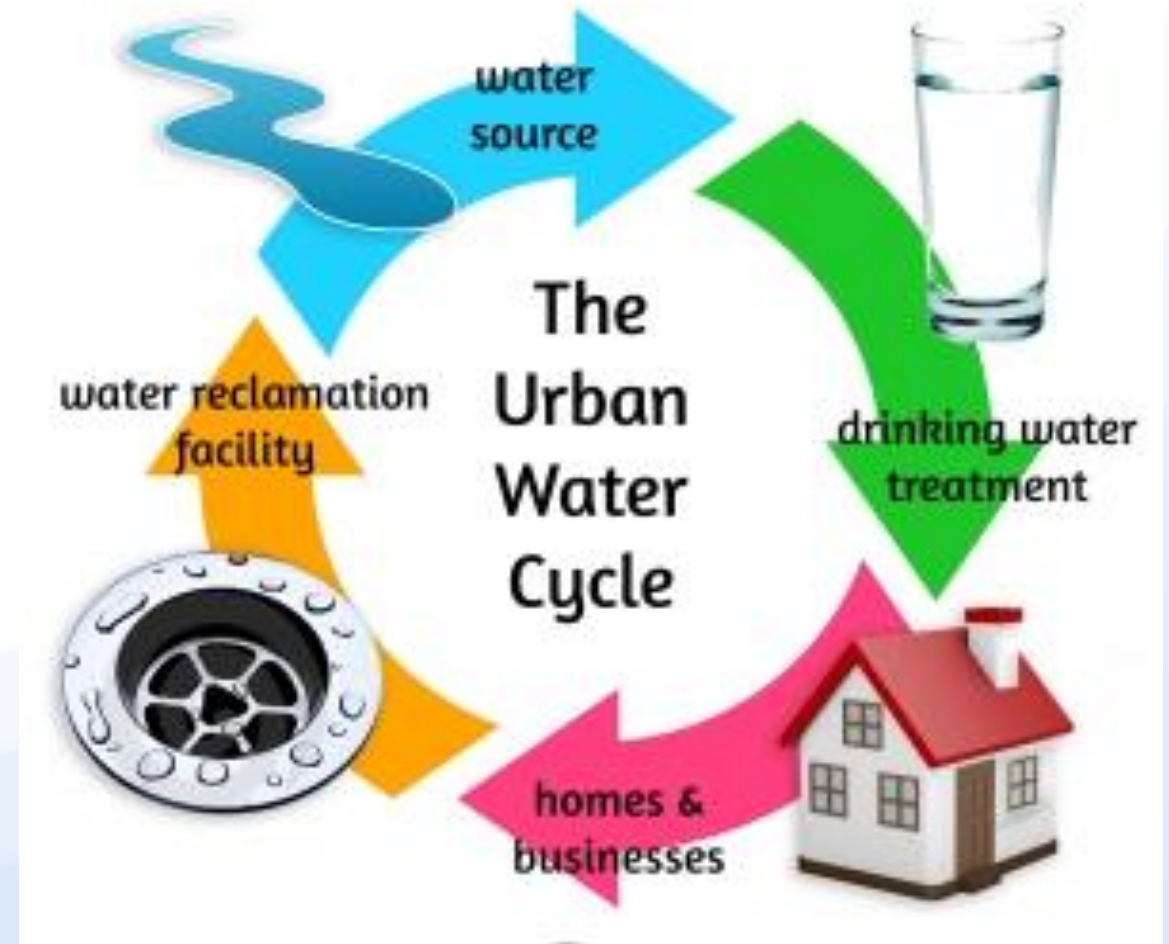 water
source
The
Urban
Water
Cycle
water reclamation
facility
drinking water
treatment
homes &
businesses